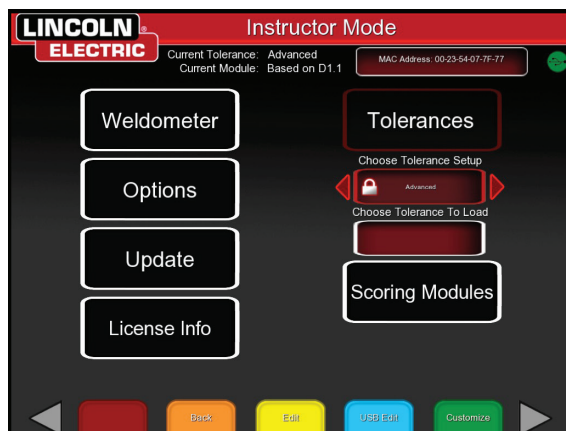 LINCOLN ®
ELECTRIC
Instructor Mode
Current Tolerance: Advanced
Current Module: Based on D1.1
MAC Address: 00-23-54-07-7F-77
Weldometer
Options
Update
License Info
Tolerances
Choose Tolerance Setup
Advanced
Choose Tolerance To Load
Scoring Modules
Back
Edit
USB Edit
Customize